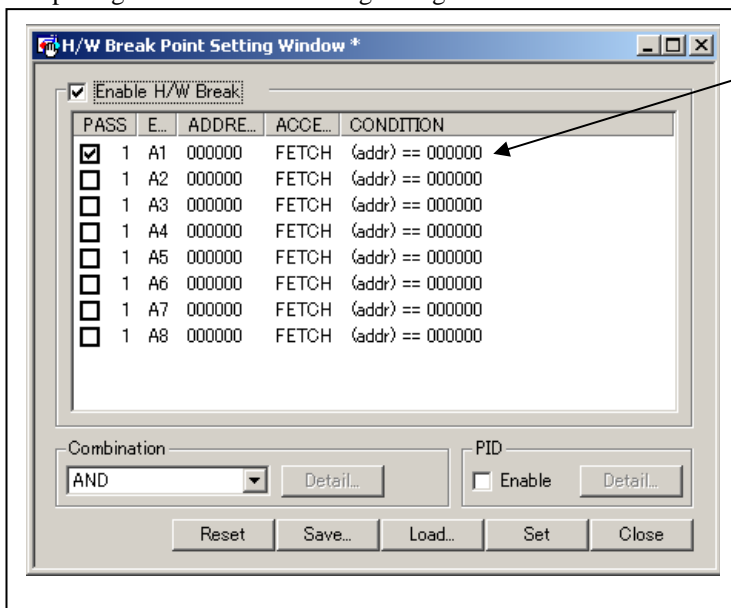 H/W Break Point Setting Window *
Enable H/W Break
PASS E... ADDRE... ACCE... CONDITION
1 A1 000000 FETCH (addr) == 000000
1 A2 000000 FETCH (addr) == 000000
1 A3 000000 FETCH (addr) == 000000
1 A4 000000 FETCH (addr) == 000000
1 A5 000000 FETCH (addr) == 000000
1 A6 000000 FETCH (addr) == 000000
1 A7 000000 FETCH (addr) == 000000
1 A8 000000 FETCH (addr) == 000000
Combination PID
AND Detail... Enable Detail...
Reset Save... Load... Set Close